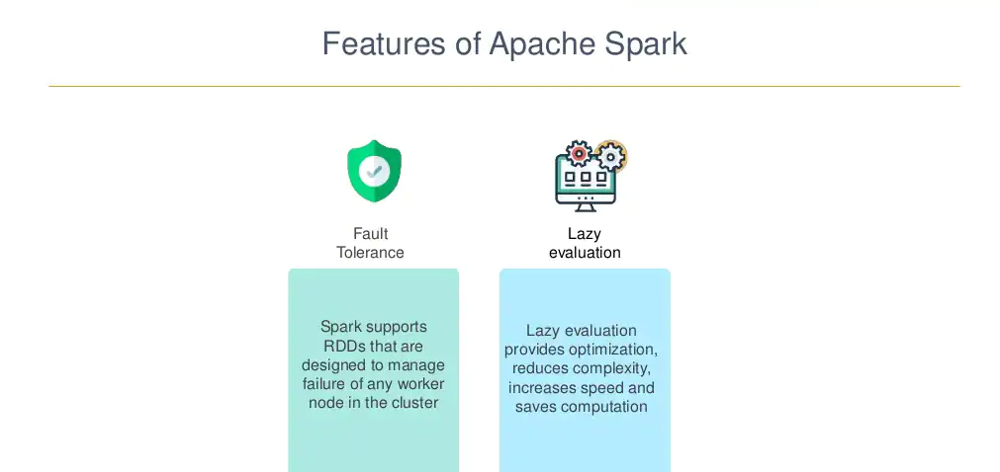 Features of Apache Spark
Fault
Tolerance
Spark supports
RDDs that are
designed to manage
failure of any worker
node in the cluster
Lazy
evaluation
Lazy evaluation
provides optimization,
reduces complexity,
increases speed and
saves computation